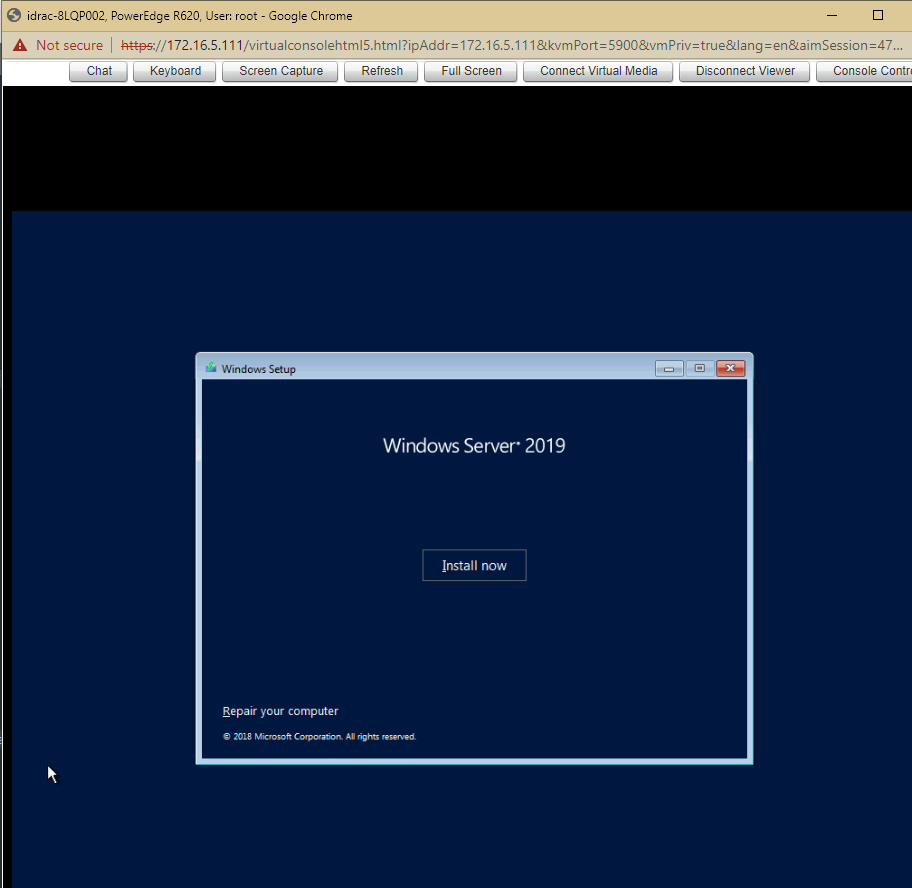 idrac-8LQP002, PowerEdge R620, User: root - Google Chrome
Not secure | https://172.16.5.111/virtualconsolehtml5.html?ipAddr=172.16.5.111&kvmPort=5900&vmPriv=true&lang=en&aimSession=47...
Chat Keyboard Screen Capture Refresh Full Screen Connect Virtual Media Disconnect Viewer Console Contr
Windows Setup
Windows Server® 2019
Install now
Repair your computer
© 2018 Microsoft Corporation. All rights reserved.